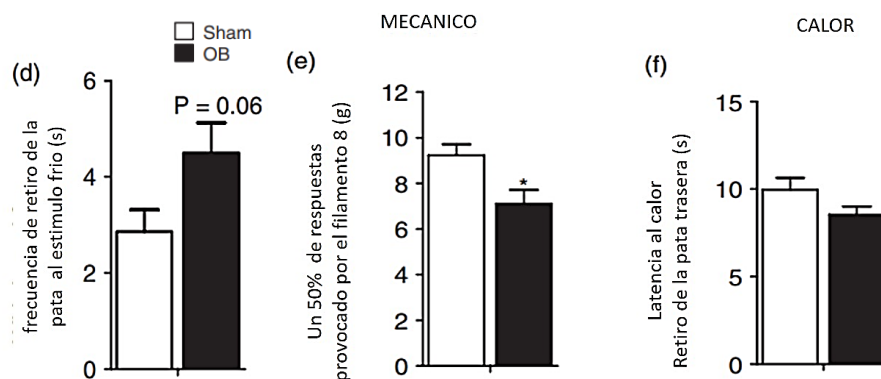 Sham
OB
MECANICO
CALOR
(d)
frecuencia de retiro de la
pata al estimulo frio (s)
6
4
2
0
P = 0.06
(e)
Un 50% de respuestas
provocado por el filamento 8 (g)
12
10
8
6
4
2
0
*
(f)
Latencia al calor
Retiro de la pata trasera (s)
15
10
5
0